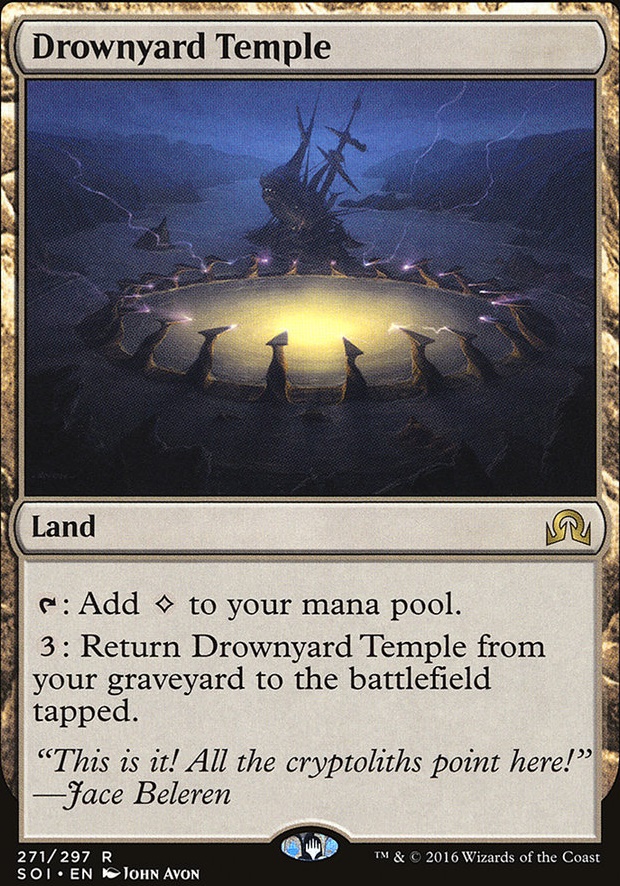 Drownyard Temple
Land
: Add to your mana pool.
3: Return Drownyard Temple from
your graveyard to the battlefield
tapped.
“This is it! All the cryptoliths point here!”
—Jace Beleren
271/297 R
SOI • EN JOHN AVON
™ & © 2016 Wizards of the Coast